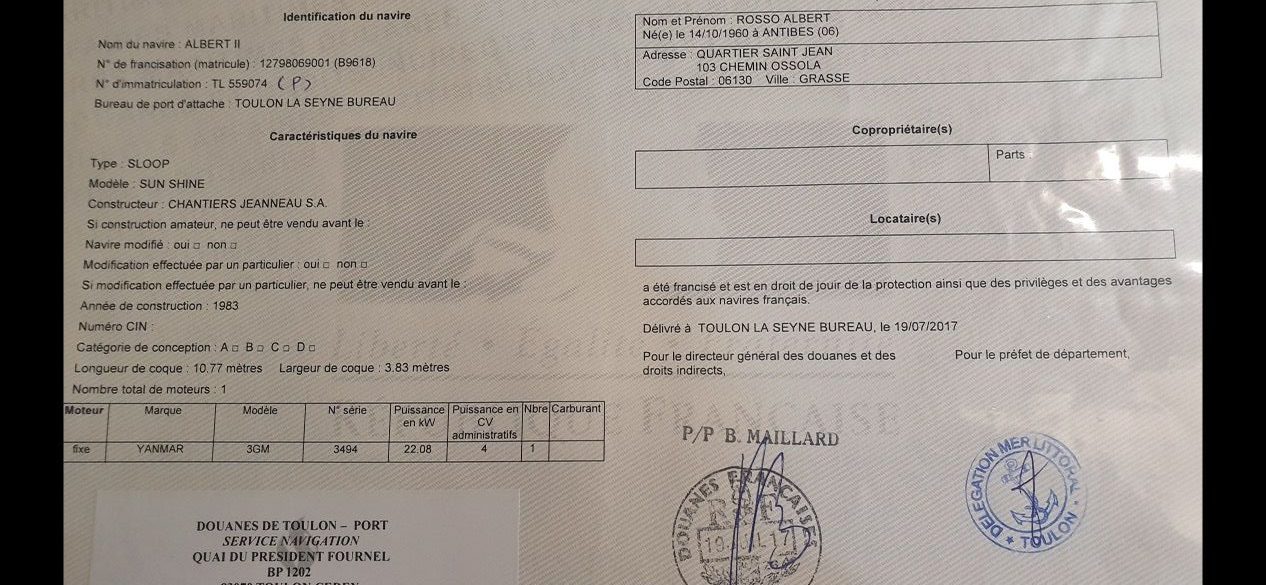 Identification du navire
Nom du navire : ALBERT II
N° de francisation (matricule) : 12798069001 (B9618)
N° d'immatriculation : TL 559074 (P)
Bureau de port d'attache : TOULON LA SEYNE BUREAU
Caractéristiques du navire
Type : SLOOP
Modèle : SUN SHINE
Constructeur : CHANTIERS JEANNEAU S.A.
Si construction amateur, ne peut être vendu avant le :
Navire modifié : oui □ non □
Modification effectuée par un particulier : oui □ non □
Si modification effectuée par un particulier, ne peut être vendu avant le :
Année de construction : 1983
Numéro CIN :
Catégorie de conception : A □ B □ C □ D □
Longueur de coque : 10.77 mètres Largeur de coque : 3.83 mètres
Nombre total de moteurs : 1
Moteur Marque Modèle N° série Puissance en kW Puissance en CV administratifs Nbre Carburant
fixe YANMAR 3GM 3494 22.08 4 1
DOUANES DE TOULON – PORT
SERVICE NAVIGATION
QUAI DU PRESIDENT FOURNEL
BP 1202
Nom et Prénom : ROSSO ALBERT
Né(e) le 14/10/1960 à ANTIBES (06)
Adresse : QUARTIER SAINT JEAN
103 CHEMIN OSSOLA
Code Postal : 06130 Ville : GRASSE
Copropriétaire(s)
Parts :
Locataire(s)
a été francisé et est en droit de jouir de la protection ainsi que des privilèges et des avantages
accordés aux navires français.
Délivré à TOULON LA SEYNE BUREAU, le 19/07/2017
Pour le directeur général des douanes et des
droits indirects,
Pour le préfet de département,
P/P B. MAILLARD
DOUANES FRANÇAISES
DELEGATION MER LITTORAL
TOULON